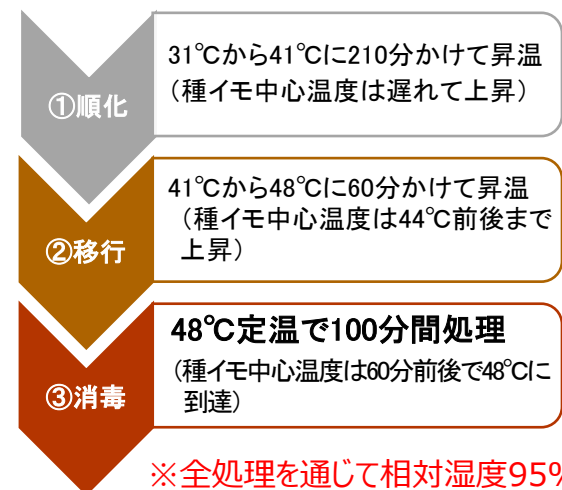 ①順化
31℃から41℃に210分かけて昇温
（種イモ中心温度は遅れて上昇）
②移行
41℃から48℃に60分かけて昇温
（種イモ中心温度は44℃前後まで
上昇）
③消毒
48℃定温で100分間処理
（種イモ中心温度は60分前後で48℃に
到達）
※全処理を通じて相対湿度95%